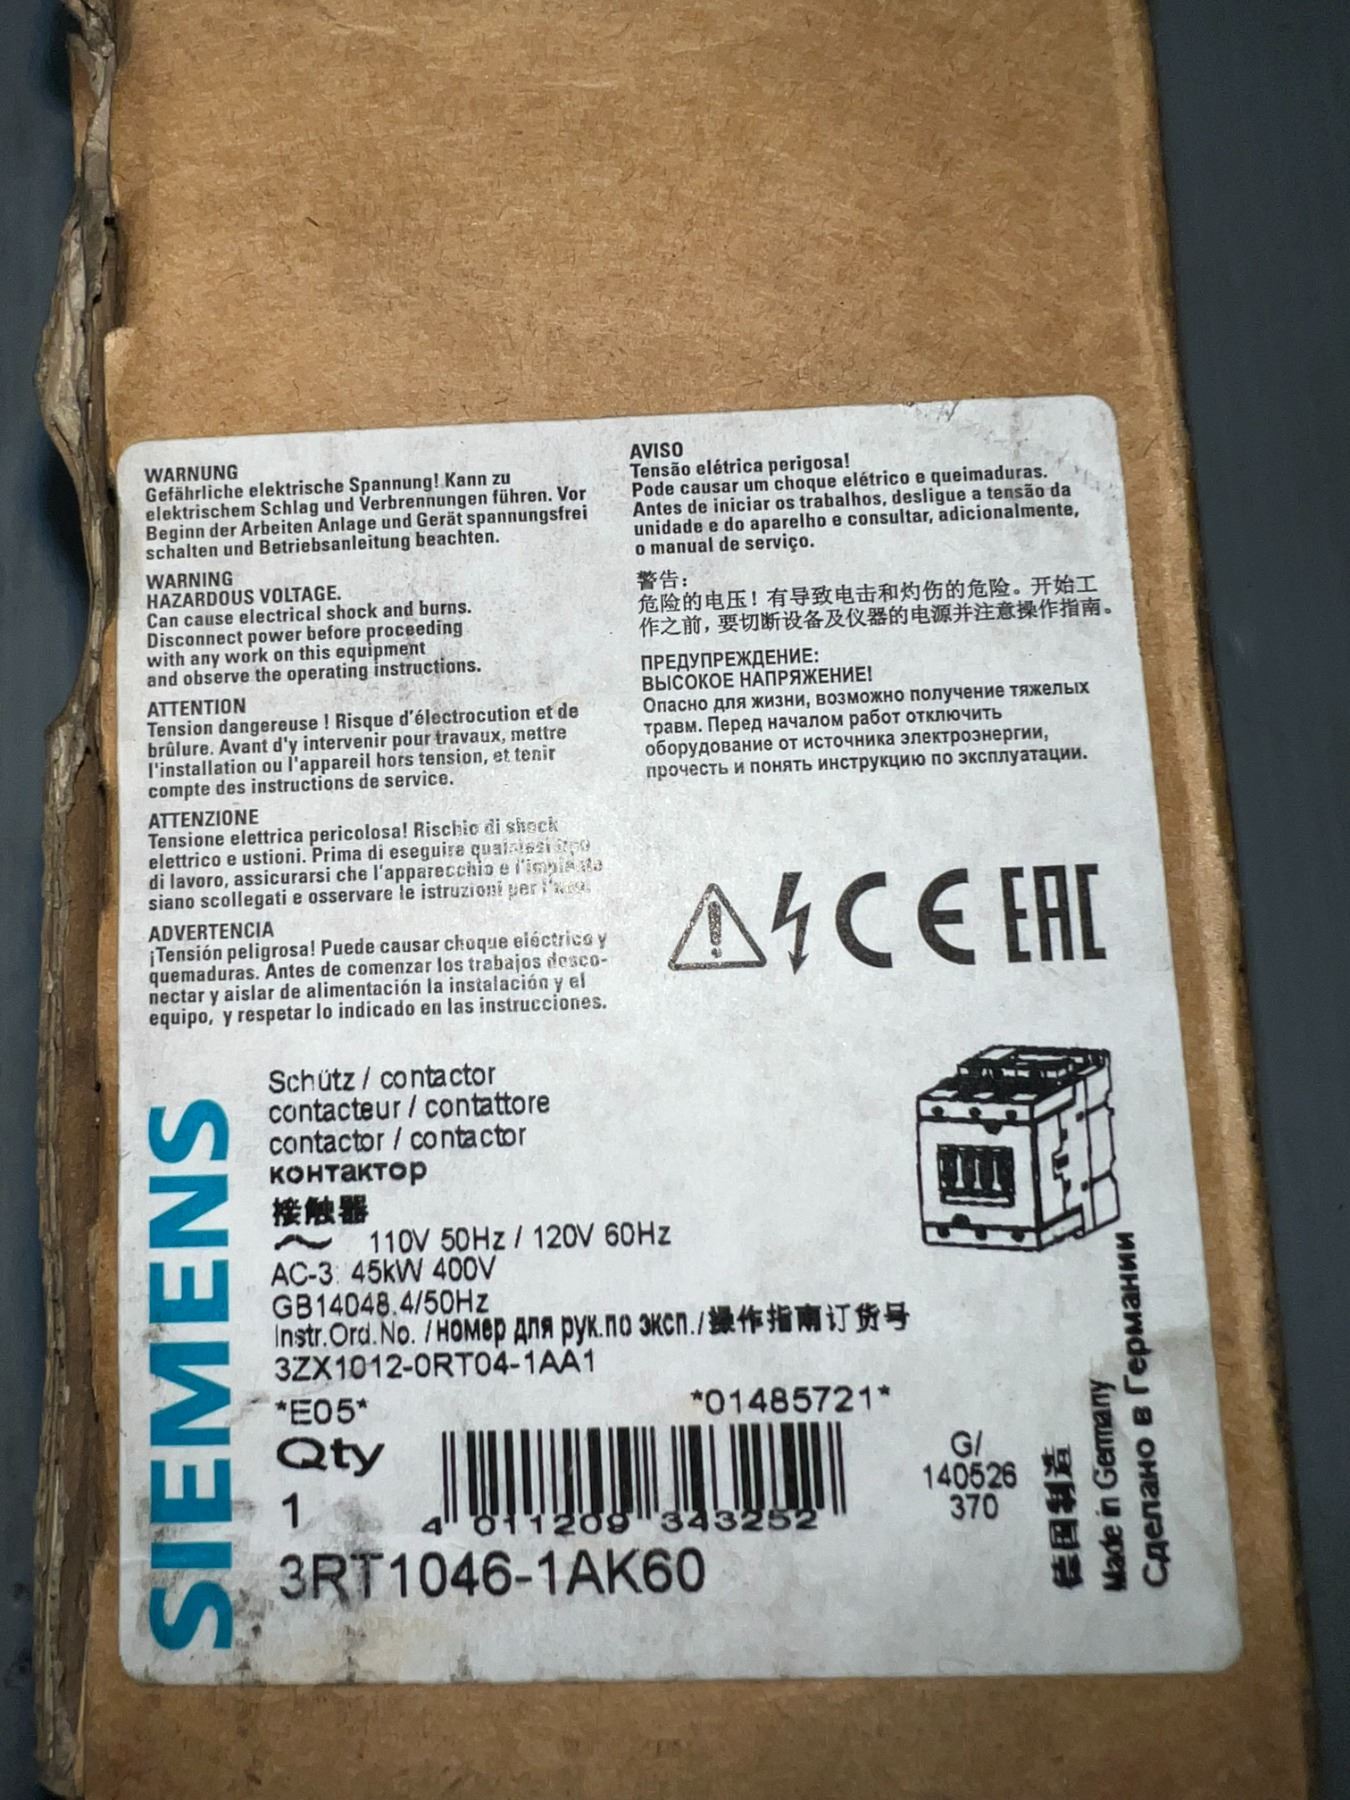 WARNUNG
Gefährliche elektrische Spannung! Kann zu
elektrischem Schlag und Verbrennungen führen. Vor
Beginn der Arbeiten Anlage und Gerät spannungsfrei
schalten und Betriebsanleitung beachten.
WARNING
HAZARDOUS VOLTAGE.
Can cause electrical shock and burns.
Disconnect power before proceeding
with any work on this equipment
and observe the operating instructions.
ATTENTION
Tension dangereuse ! Risque d'électrocution et de
brûlure. Avant d'y intervenir pour travaux, mettre
l'installation ou l'appareil hors tension, et tenir
compte des instructions de service.
ATTENZIONE
Tensione elettrica pericolosa! Rischio di shock
elettrico e ustioni. Prima di eseguire qualsiasi tipo
di lavoro, assicurarsi che l'apparecchio e l'impianto
siano scollegati e osservare le istruzioni per l'uso.
ADVERTENCIA
¡Tensión peligrosa! Puede causar choque eléctrico y
quemaduras. Antes de comenzar los trabajos desco-
nectar y aislar de alimentación la instalación y el
equipo, y respetar lo indicado en las instrucciones.
AVISO
Tensão elétrica perigosa!
Pode causar um choque elétrico e queimaduras.
Antes de iniciar os trabalhos, desligue a tensão da
unidade e do aparelho e consultar, adicionalmente,
o manual de serviço.
警告：
危险的电压！有导致电击和灼伤的危险。开始工
作之前，要切断设备及仪器的电源并注意操作指南。
ПРЕДУПРЕЖДЕНИЕ:
ВЫСОКОЕ НАПРЯЖЕНИЕ!
Опасно для жизни, возможно получение тяжелых
травм. Перед началом работ отключить
оборудование от источника электроэнергии,
прочесть и понять инструкцию по эксплуатации.
CE EAC
SIEMENS
Schütz / contactor
contacteur / contattore
contactor / contactor
контактор
接触器
110V 50Hz / 120V 60Hz
AC-3: 45kW 400V
GB14048.4/50Hz
Instr.Ord.No. /номер для рук.по эксп./操作指南订货号
3ZX1012-0RT04-1AA1
*E05* *01485721*
Qty
1
4 011209 343252
3RT1046-1AK60
G/
140526
370
德国制造
Made in Germany
Сделано в Германии